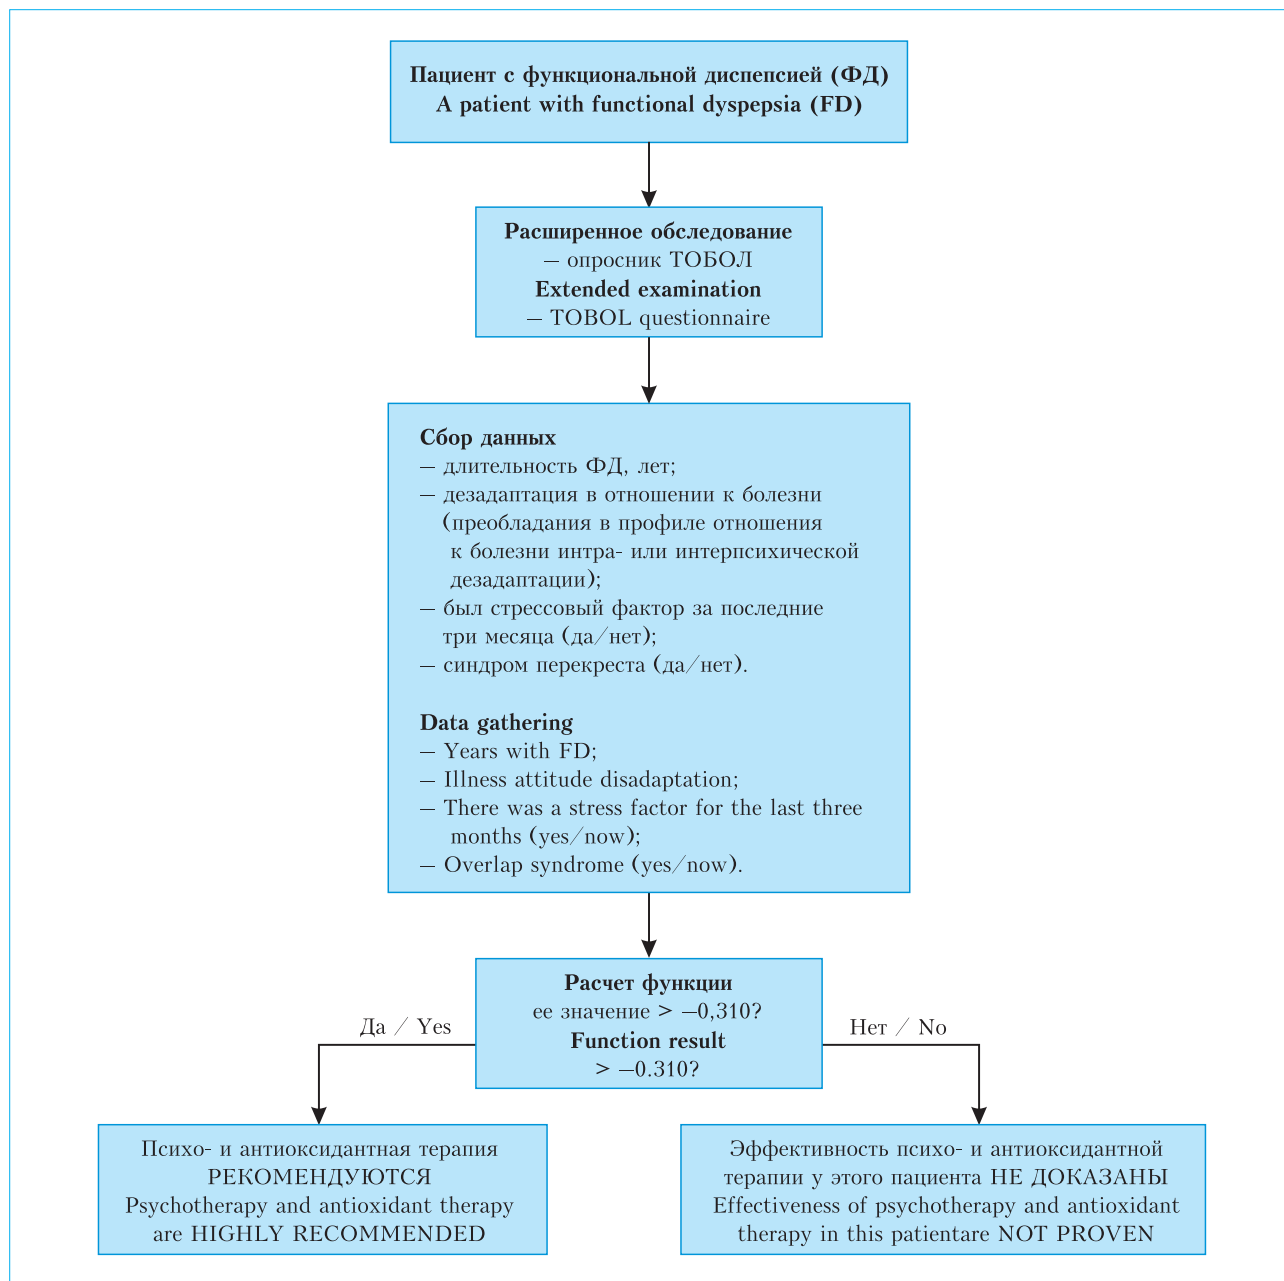 Пациент с функциональной диспепсией (ФД)
A patient with functional dyspepsia (FD)
Расширенное обследование
– опросник ТОБОЛ
Extended examination
– TOBOL questionnaire
Сбор данных
– длительность ФД, лет;
– дезадаптация в отношении к болезни
(преобладания в профиле отношения
к болезни интра- или интерпсихической
дезадаптации);
– был стрессовый фактор за последние
три месяца (да/нет);
– синдром перекреста (да/нет).
Data gathering
– Years with FD;
– Illness attitude disadaptation;
– There was a stress factor for the last three
months (yes/now);
– Overlap syndrome (yes/now).
Расчет функции
ее значение > –0,310?
Function result
> –0.310?
Да / Yes
Нет / No
Психо- и антиоксидантная терапия
РЕКОМЕНДУЮТСЯ
Psychotherapy and antioxidant therapy
are HIGHLY RECOMMENDED
Эффективность психо- и антиоксидантной
терапии у этого пациента НЕ ДОКАЗАНЫ
Effectiveness of psychotherapy and antioxidant
therapy in this patientare NOT PROVEN